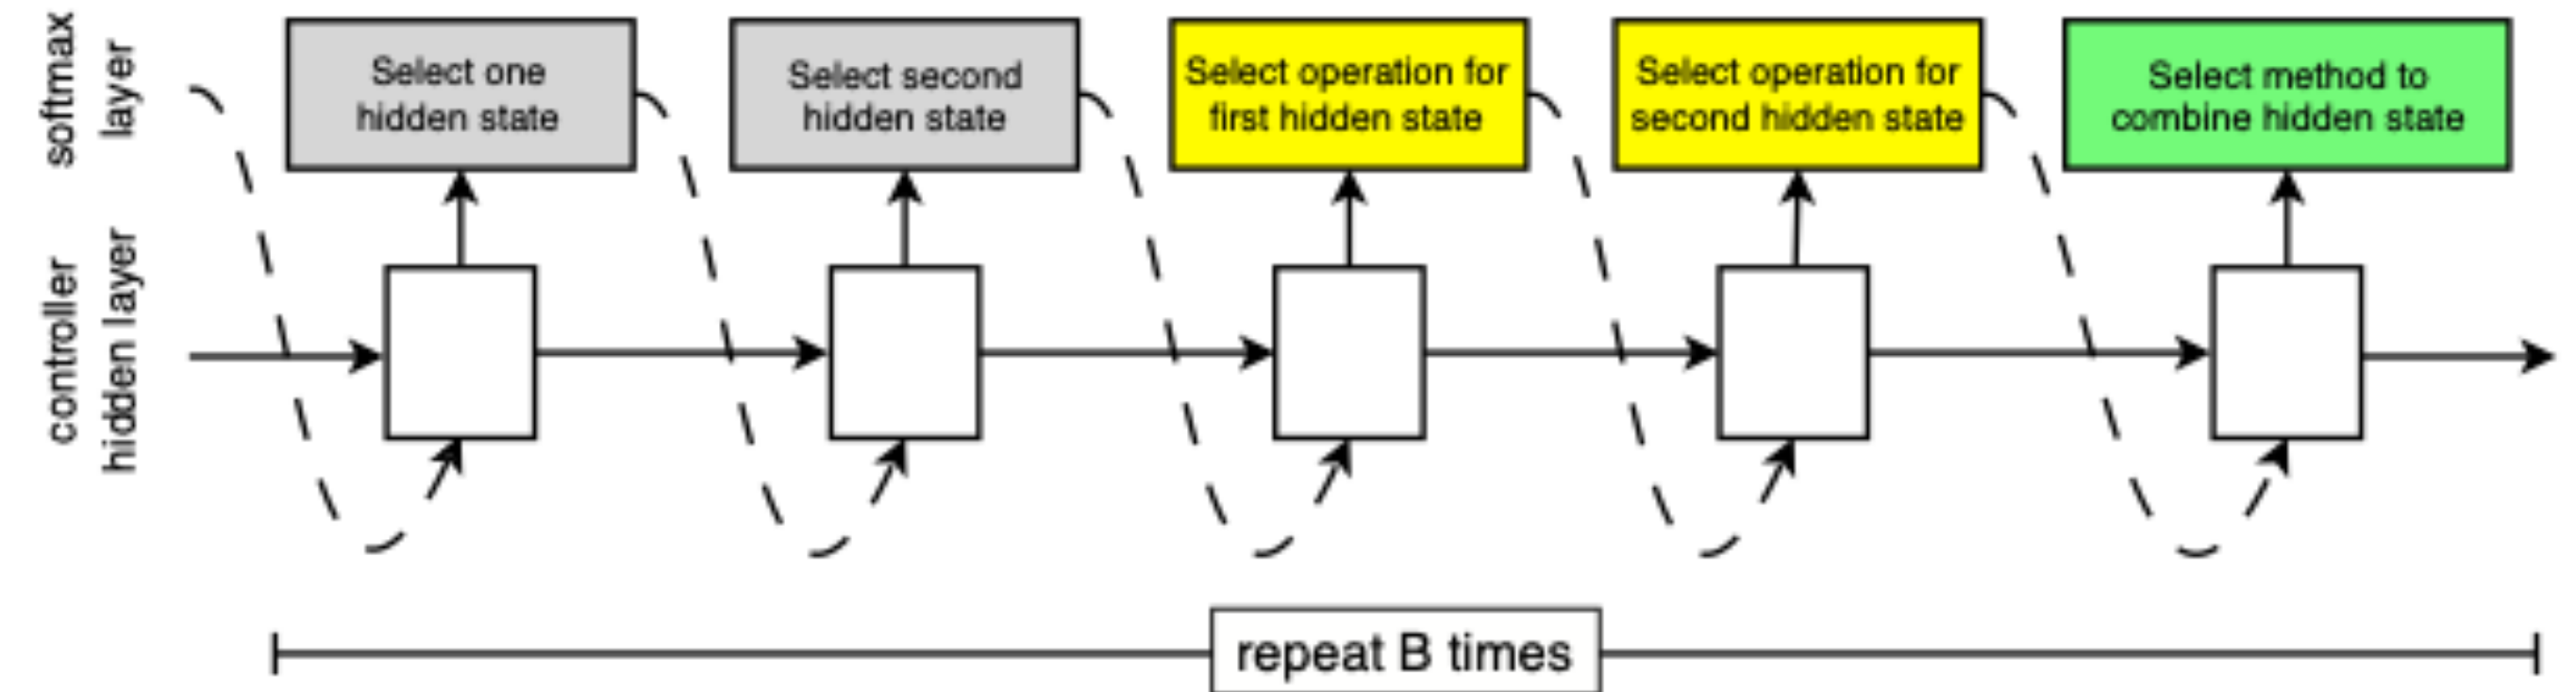 softmax
layer
Select one
hidden state
Select second
hidden state
Select operation for
first hidden state
Select operation for
second hidden state
Select method to
combine hidden state
controller
hidden layer
repeat B times